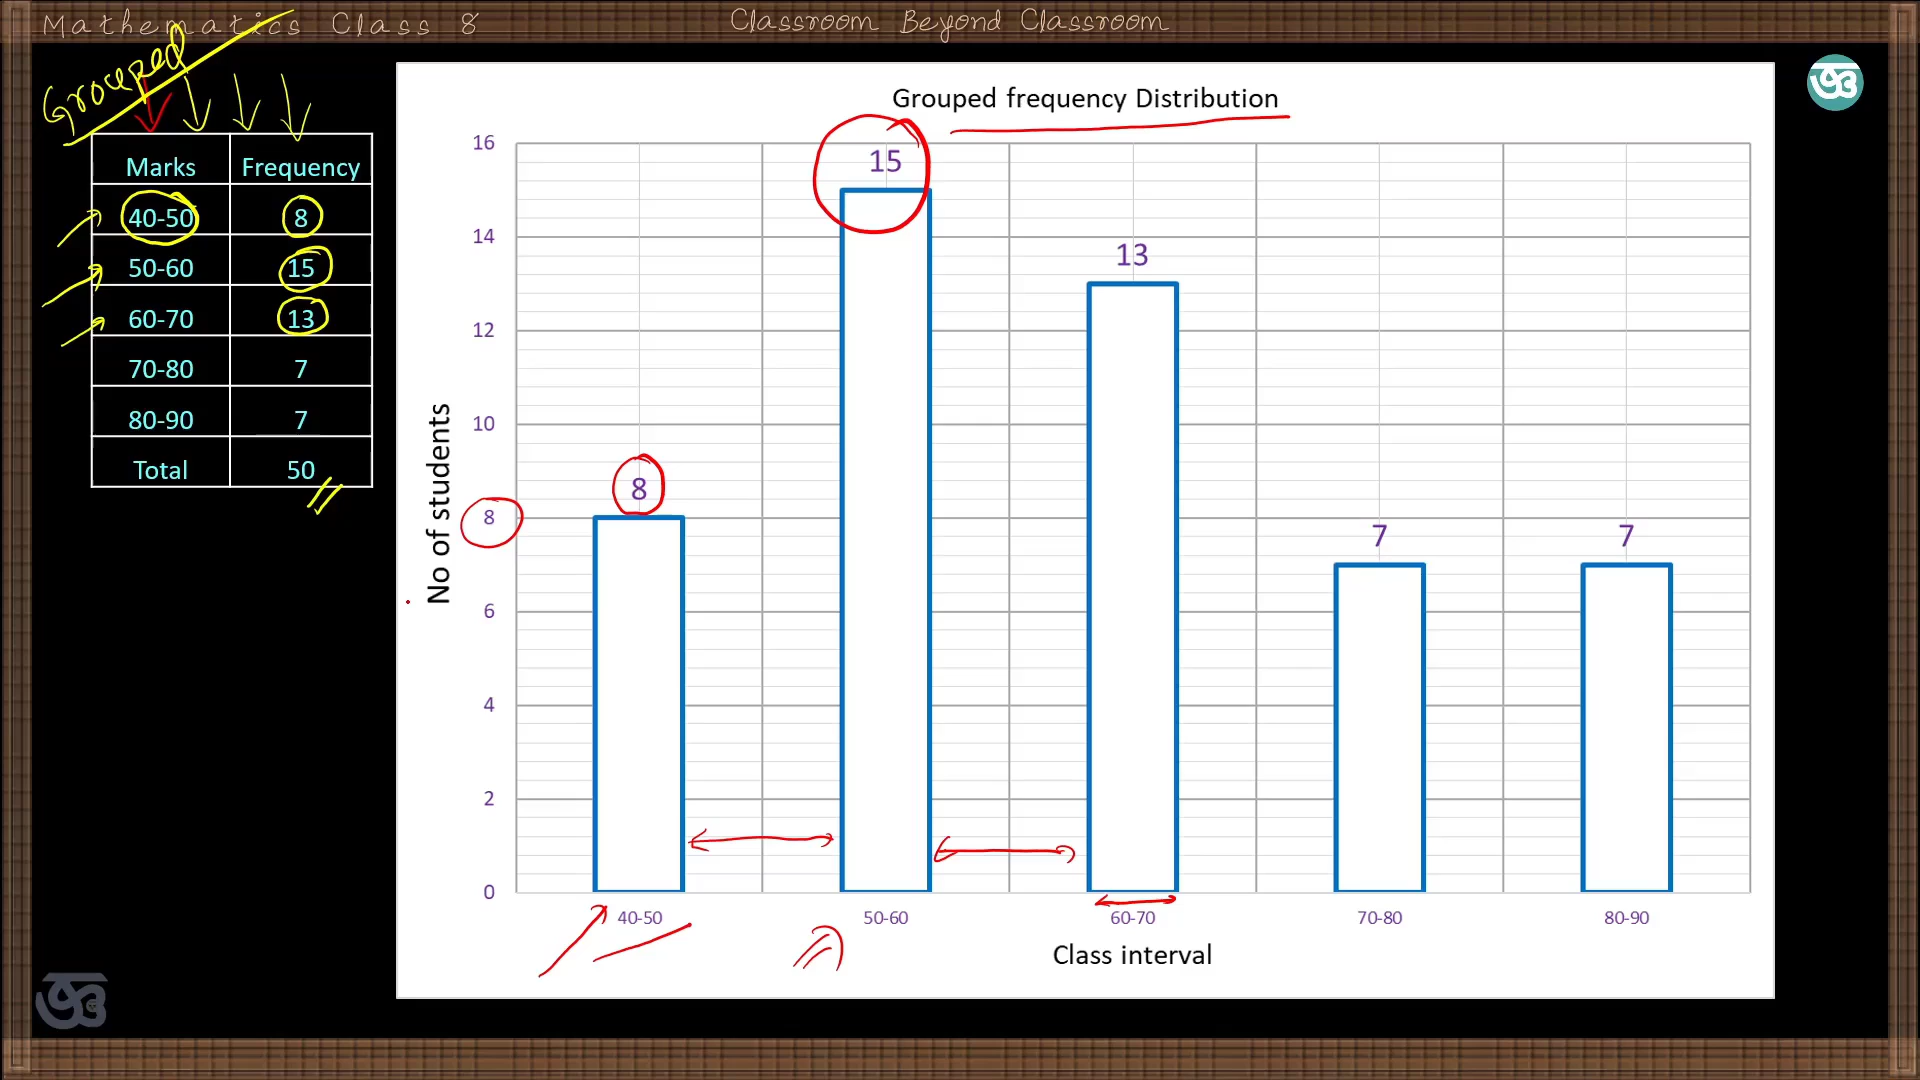 Mathematics Class 8
Classroom Beyond Classroom
Grouped
Marks Frequency
40-50 8
50-60 15
60-70 13
70-80 7
80-90 7
Total 50
Grouped frequency Distribution
16
14
12
10
8
6
4
2
0
No of students
8
15
13
7
7
40-50 50-60 60-70 70-80 80-90
Class interval